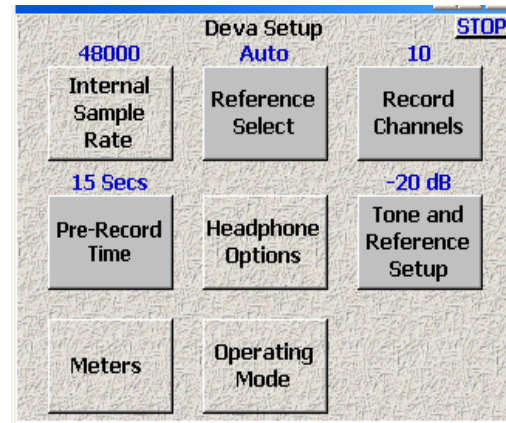 Deva Setup
STOP
48000
Auto
10
Internal
Sample
Rate
Reference
Select
Record
Channels
15 Secs
-20 dB
Pre-Record
Time
Headphone
Options
Tone and
Reference
Setup
Meters
Operating
Mode